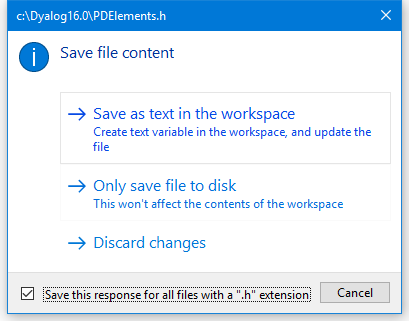 c:\Dyalog16.0\PDElements.h
Save file content
Save as text in the workspace
Create text variable in the workspace, and update the
file
Only save file to disk
This won't affect the contents of the workspace
Discard changes
Save this response for all files with a ".h" extension
Cancel